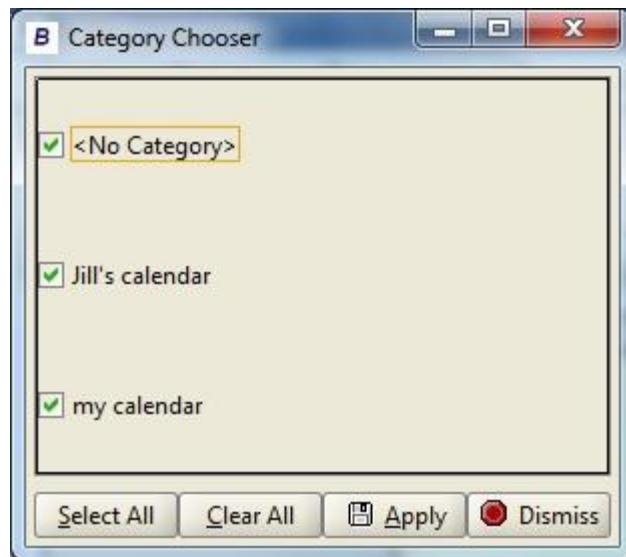 B Category Chooser
<No Category>
Jill's calendar
my calendar
Select All Clear All Apply Dismiss